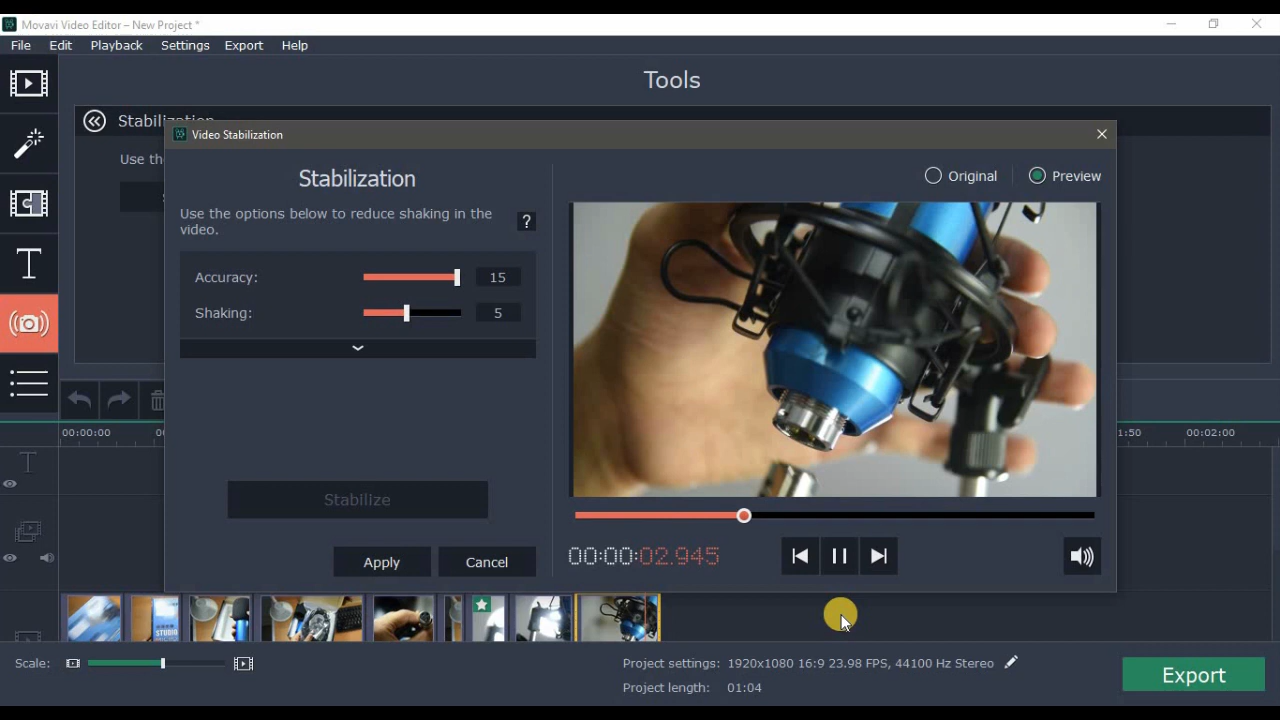 Movavi Video Editor – New Project *
File Edit Playback Settings Export Help
Tools
Stabilization
Video Stabilization
Use the
Stabilization
Original Preview
Use the options below to reduce shaking in the
video.
?
Accuracy: 15
Shaking: 5
Stabilize
00:00:02.945
Apply Cancel
00:00:00
1:50 00:02:00
T
STUDIO
Scale:
Project settings: 1920x1080 16:9 23.98 FPS, 44100 Hz Stereo
Project length: 01:04
Export